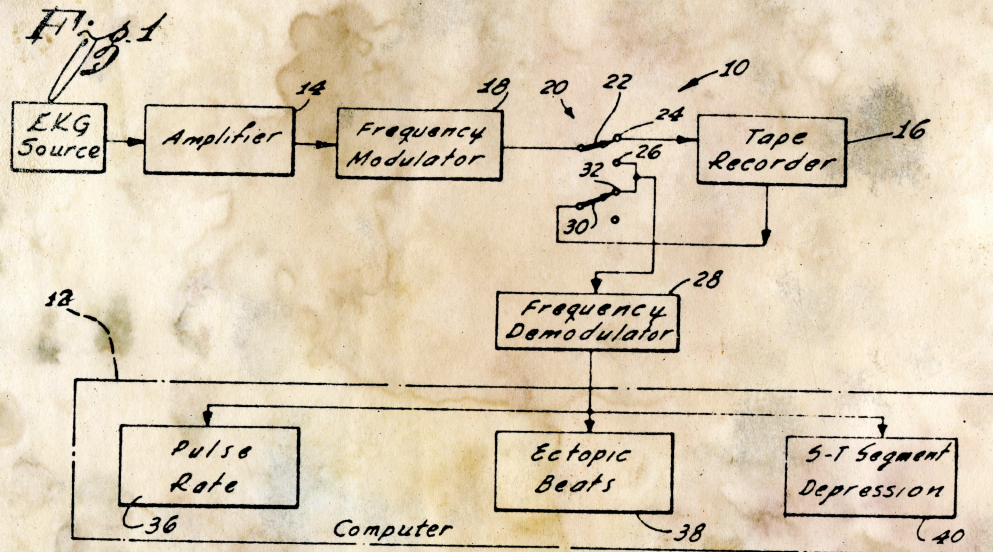 Fig. 1
EKG
Source
14
Amplifier
18
Frequency
Modulator
20
22
10
24
26
32
30
Tape
Recorder
16
28
Frequency
Demodulator
12
Pulse
Rate
36
Ectopic
Beats
38
S-T Segment
Depression
40
Computer